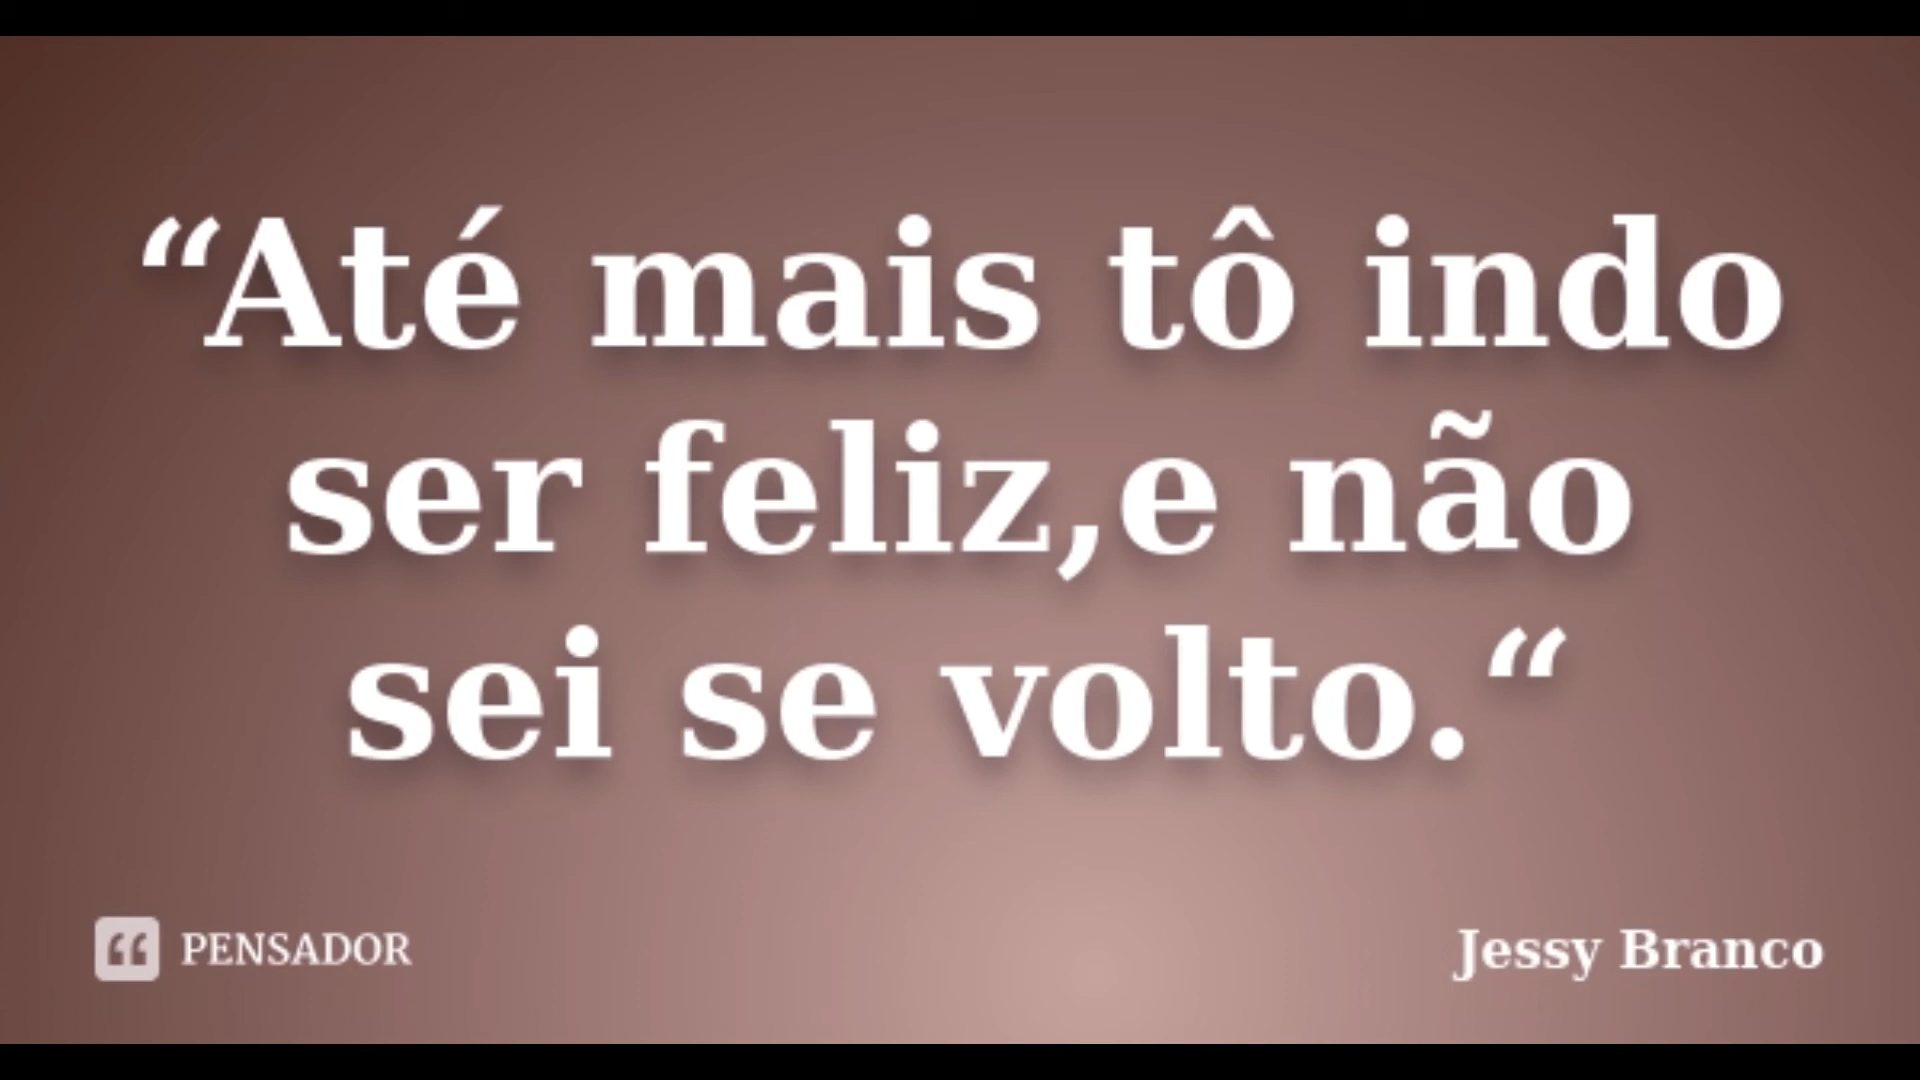 “Até mais tô indo
ser feliz,e não
sei se volto.“
PENSADOR
Jessy Branco